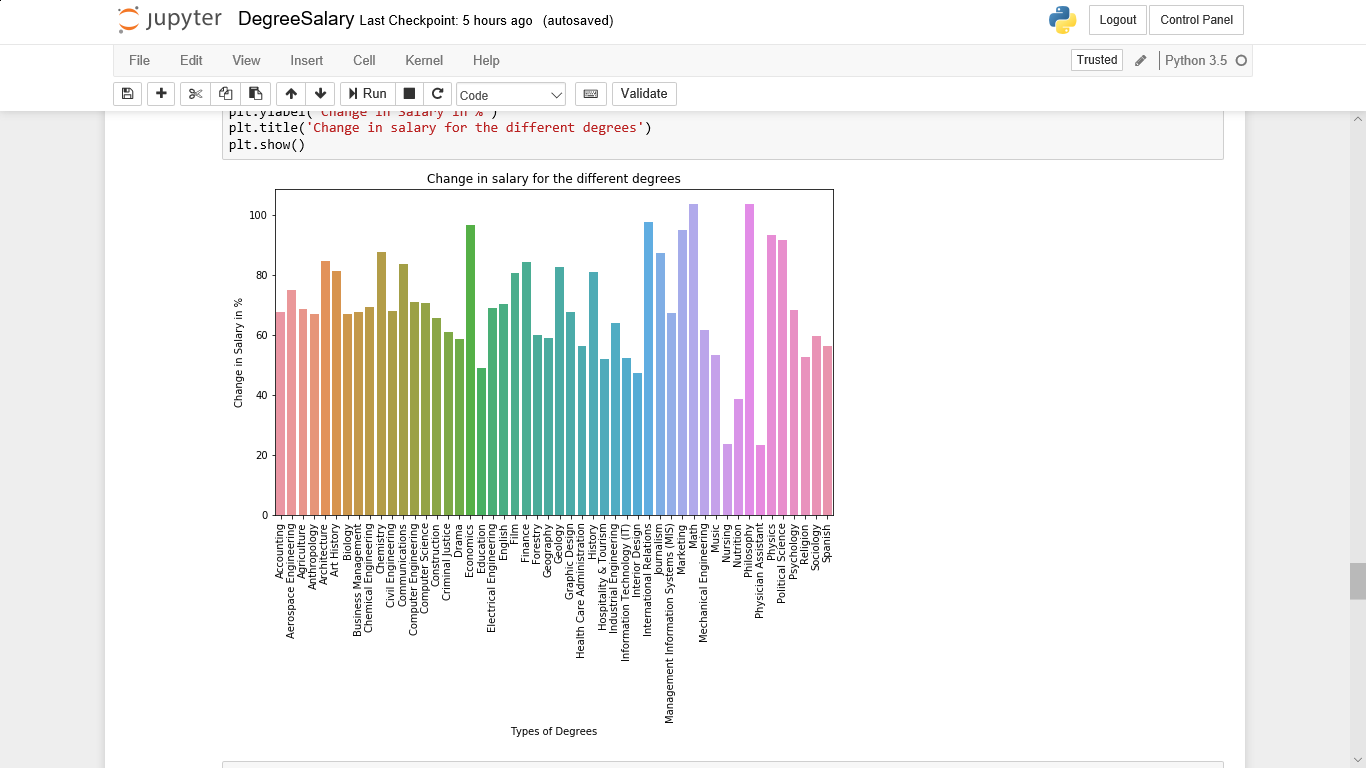 jupyter DegreeSalary Last Checkpoint: 5 hours ago (autosaved) Logout Control Panel
File Edit View Insert Cell Kernel Help Trusted Python 3.5
Run Code Validate
plt.ylabel('Change in Salary in %')
plt.title('Change in salary for the different degrees')
plt.show()
Change in salary for the different degrees
100
80
60
40
20
0
Change in Salary in %
Accounting
Aerospace Engineering
Agriculture
Anthropology
Architecture
Art History
Biology
Business Management
Chemical Engineering
Chemistry
Civil Engineering
Communications
Computer Engineering
Computer Science
Construction
Criminal Justice
Drama
Economics
Education
Electrical Engineering
English
Film
Finance
Forestry
Geography
Geology
Graphic Design
Health Care Administration
History
Hospitality & Tourism
Industrial Engineering
Information Technology (IT)
Interior Design
International Relations
Journalism
Management Information Systems (MIS)
Marketing
Math
Mechanical Engineering
Music
Nursing
Nutrition
Philosophy
Physician Assistant
Physics
Political Science
Psychology
Religion
Sociology
Spanish
Types of Degrees